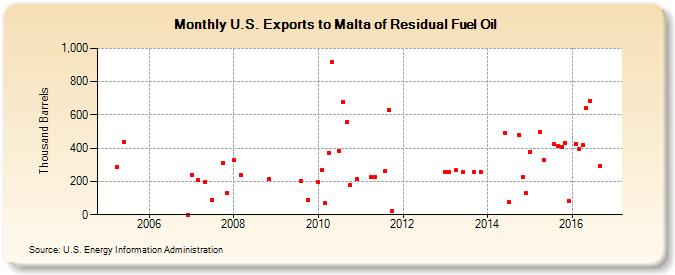 Monthly U.S. Exports to Malta of Residual Fuel Oil
Thousand Barrels
1,000
800
600
400
200
0
2006 2008 2010 2012 2014 2016
Source: U.S. Energy Information Administration